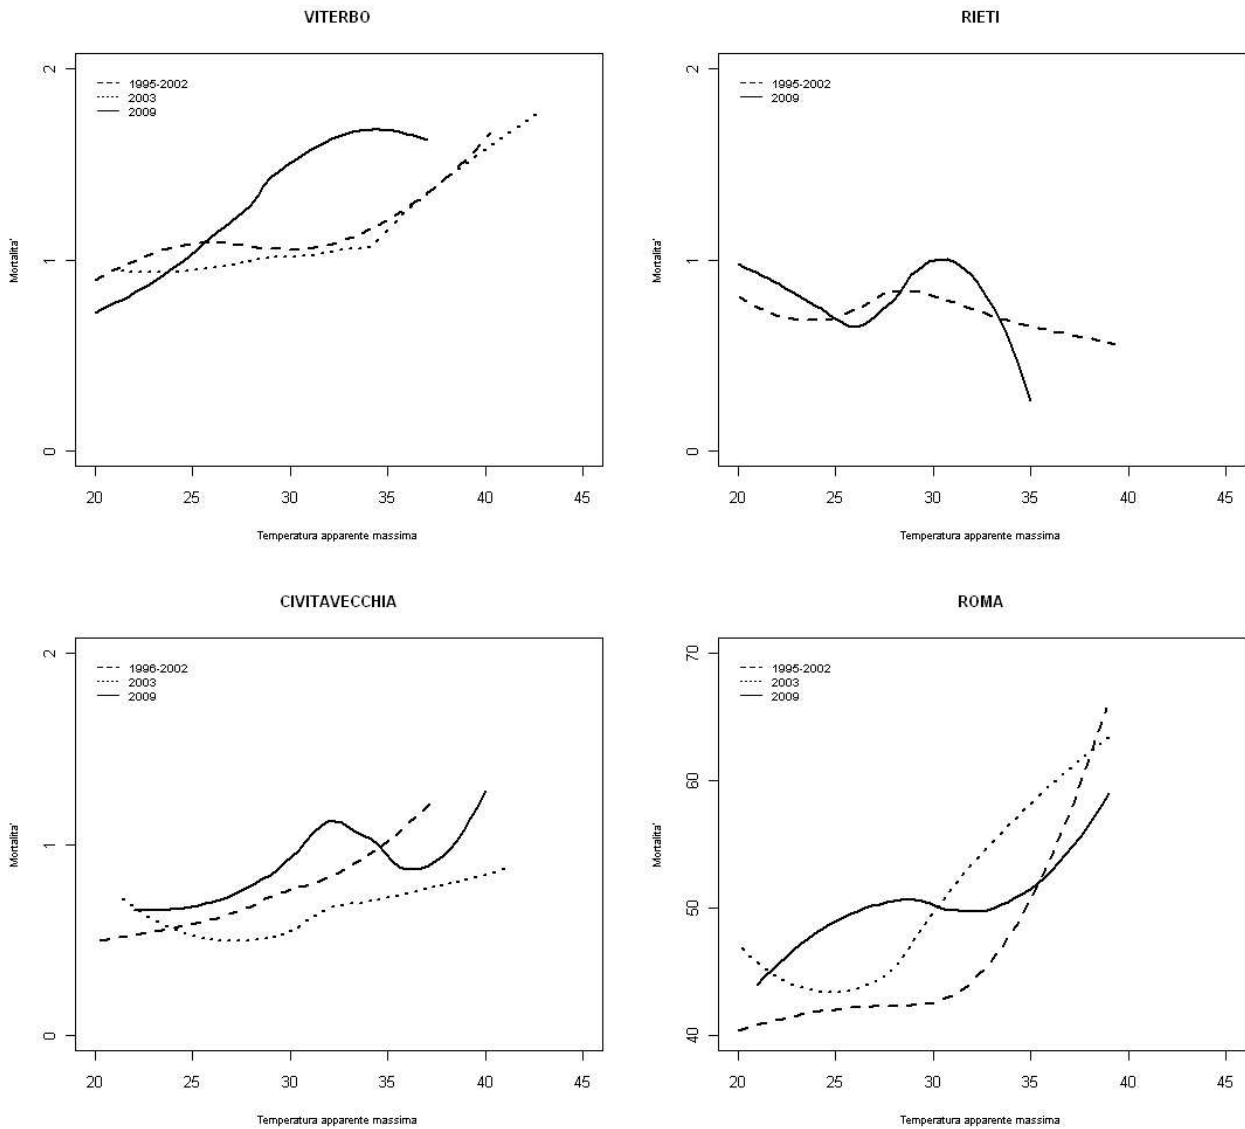 VITERBO
2
1
0
Mortalita'
1995-2002
2003
2009
20 25 30 35 40 45
Temperatura apparente massima
RIETI
2
1
0
Mortalita'
1995-2002
2009
20 25 30 35 40 45
Temperatura apparente massima
CIVITAVECCHIA
2
1
0
Mortalita'
1996-2002
2003
2009
20 25 30 35 40 45
Temperatura apparente massima
ROMA
70
60
50
40
Mortalita'
1995-2002
2003
2009
20 25 30 35 40 45
Temperatura apparente massima